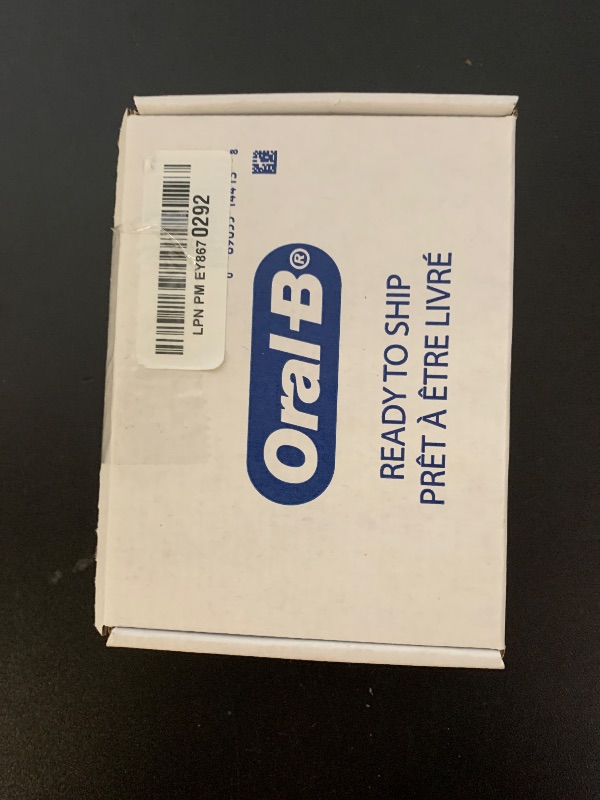 LPN PM EY867 0292
Oral-B®
READY TO SHIP
PRÊT À ÊTRE LIVRÉ